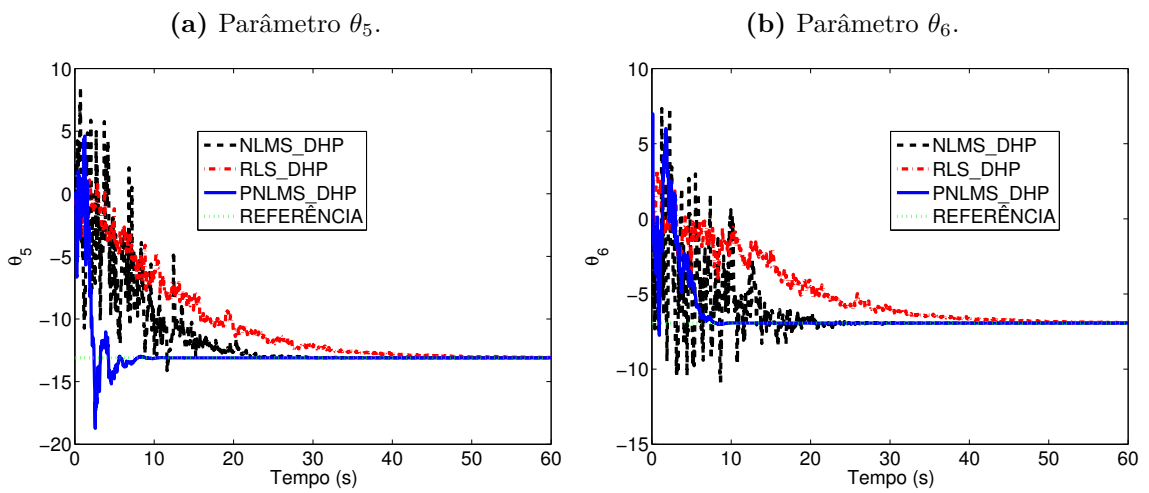 (a) Parâmetro θ5.
10
5
0
−5
−10
−15
−20
θ5
NLMS_DHP
RLS_DHP
PNLMS_DHP
REFERÊNCIA
0 10 20 30 40 50 60
Tempo (s)
(b) Parâmetro θ6.
10
5
0
−5
−10
−15
θ6
NLMS_DHP
RLS_DHP
PNLMS_DHP
REFERÊNCIA
0 10 20 30 40 50 60
Tempo (s)